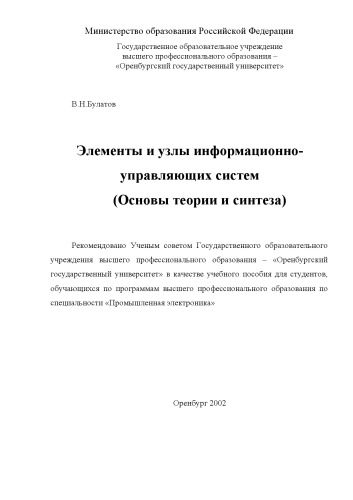 Министерство образования Российской Федерации
Государственное образовательное учреждение
высшего профессионального образования –
«Оренбургский государственный университет»
В.Н.Булатов
Элементы и узлы информационно-
управляющих систем
(Основы теории и синтеза)
Рекомендовано Ученым советом Государственного образовательного
учреждения высшего профессионального образования – «Оренбургский
государственный университет» в качестве учебного пособия для студентов,
обучающихся по программам высшего профессионального образования по
специальности «Промышленная электроника»
Оренбург 2002